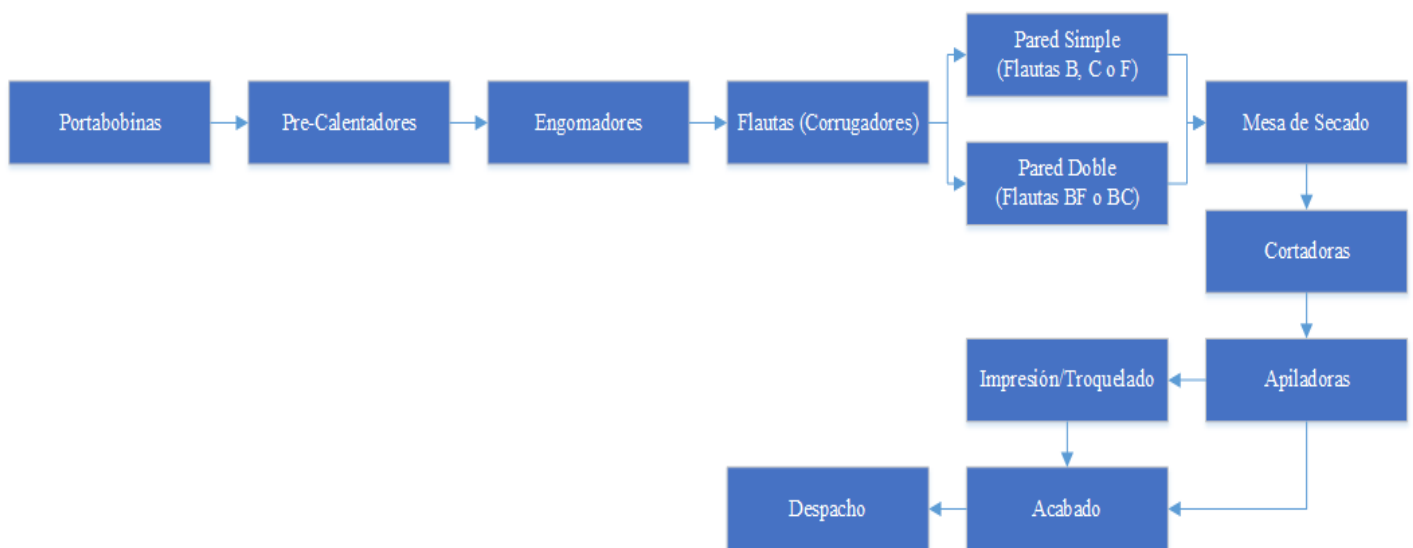 Portabobinas
Pre-Calentadores
Engomadores
Flautas (Corrugadores)
Pared Simple
(Flautas B, C o F)
Pared Doble
(Flautas BF o BC)
Mesa de Secado
Cortadoras
Apiladoras
Impresión/Troquelado
Acabado
Despacho